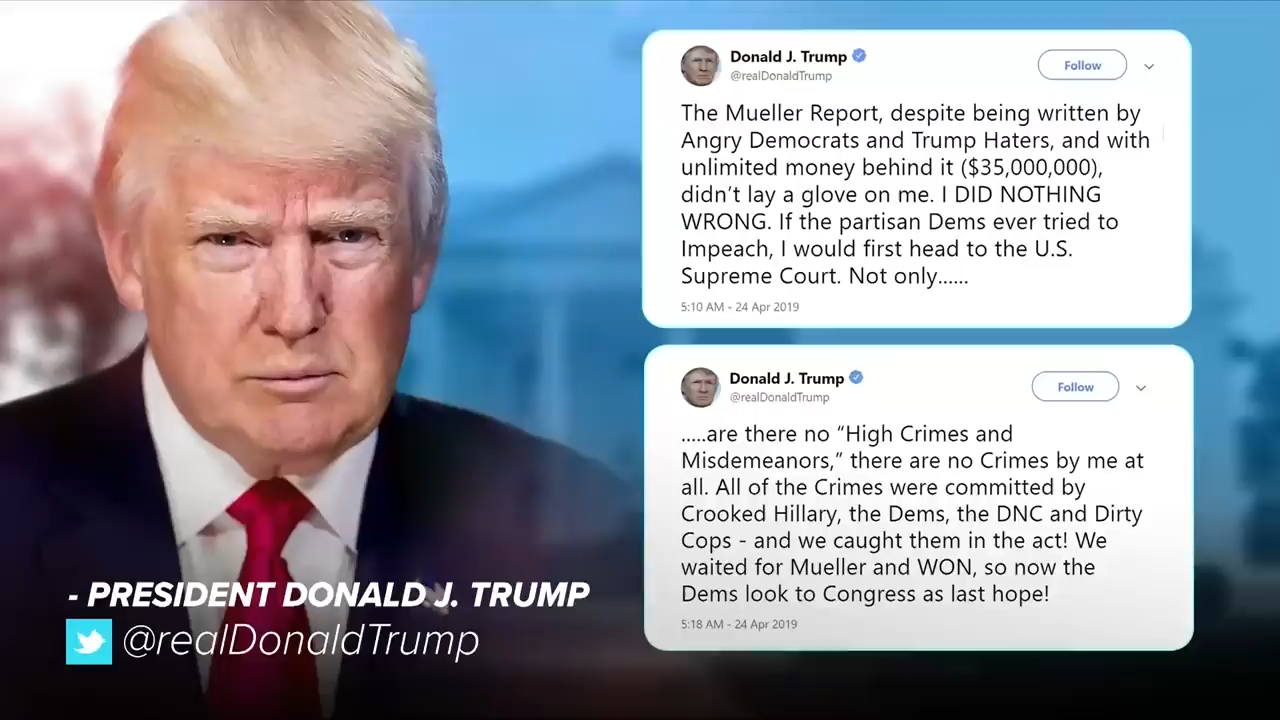 Donald J. Trump
@realDonaldTrump
Follow
The Mueller Report, despite being written by
Angry Democrats and Trump Haters, and with
unlimited money behind it ($35,000,000),
didn’t lay a glove on me. I DID NOTHING
WRONG. If the partisan Dems ever tried to
Impeach, I would first head to the U.S.
Supreme Court. Not only......
5:10 AM - 24 Apr 2019
Donald J. Trump
@realDonaldTrump
Follow
.....are there no “High Crimes and
Misdemeanors,” there are no Crimes by me at
all. All of the Crimes were committed by
Crooked Hillary, the Dems, the DNC and Dirty
Cops - and we caught them in the act! We
waited for Mueller and WON, so now the
Dems look to Congress as last hope!
5:18 AM - 24 Apr 2019
- PRESIDENT DONALD J. TRUMP
@realDonaldTrump